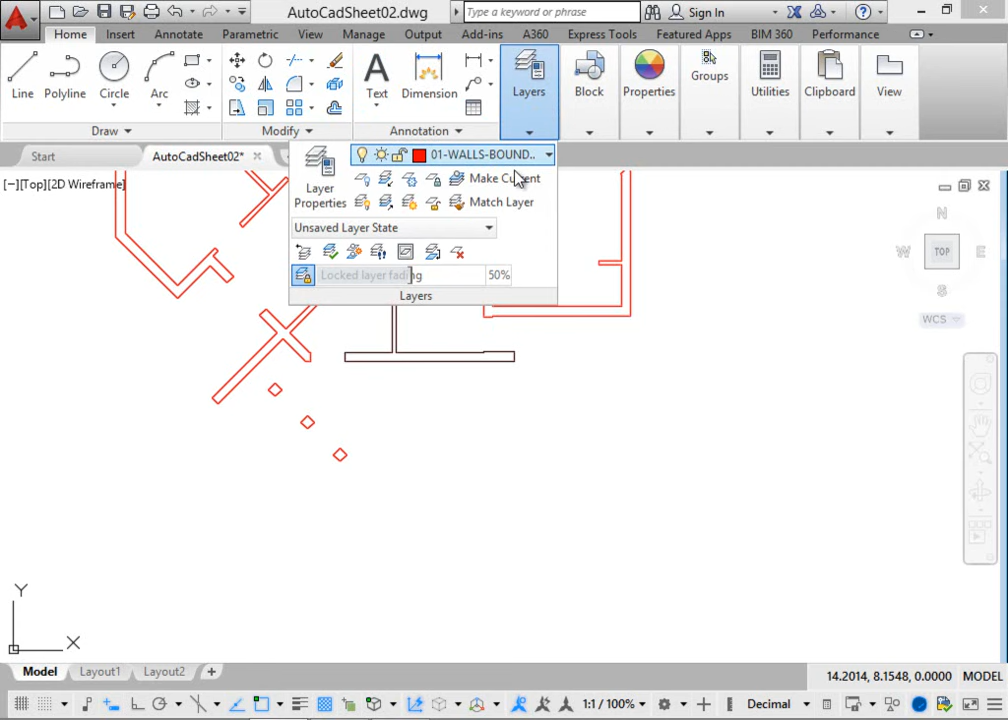 AutoCadSheet02.dwg
Type a keyword or phrase
Sign In
Home Insert Annotate Parametric View Manage Output Add-ins A360 Express Tools Featured Apps BIM 360 Performance
Line Polyline Circle Arc
Text Dimension
Layers Block Properties Groups Utilities Clipboard View
Draw Modify Annotation
Start AutoCadSheet02*
01-WALLS-BOUND..
[−][Top][2D Wireframe]
Make Current
Layer
Properties
Match Layer
Unsaved Layer State
Locked layer fading 50%
Layers
N
W TOP E
S
WCS
Y
X
Model Layout1 Layout2 +
14.2014, 8.1548, 0.0000 MODEL
1:1 / 100% Decimal